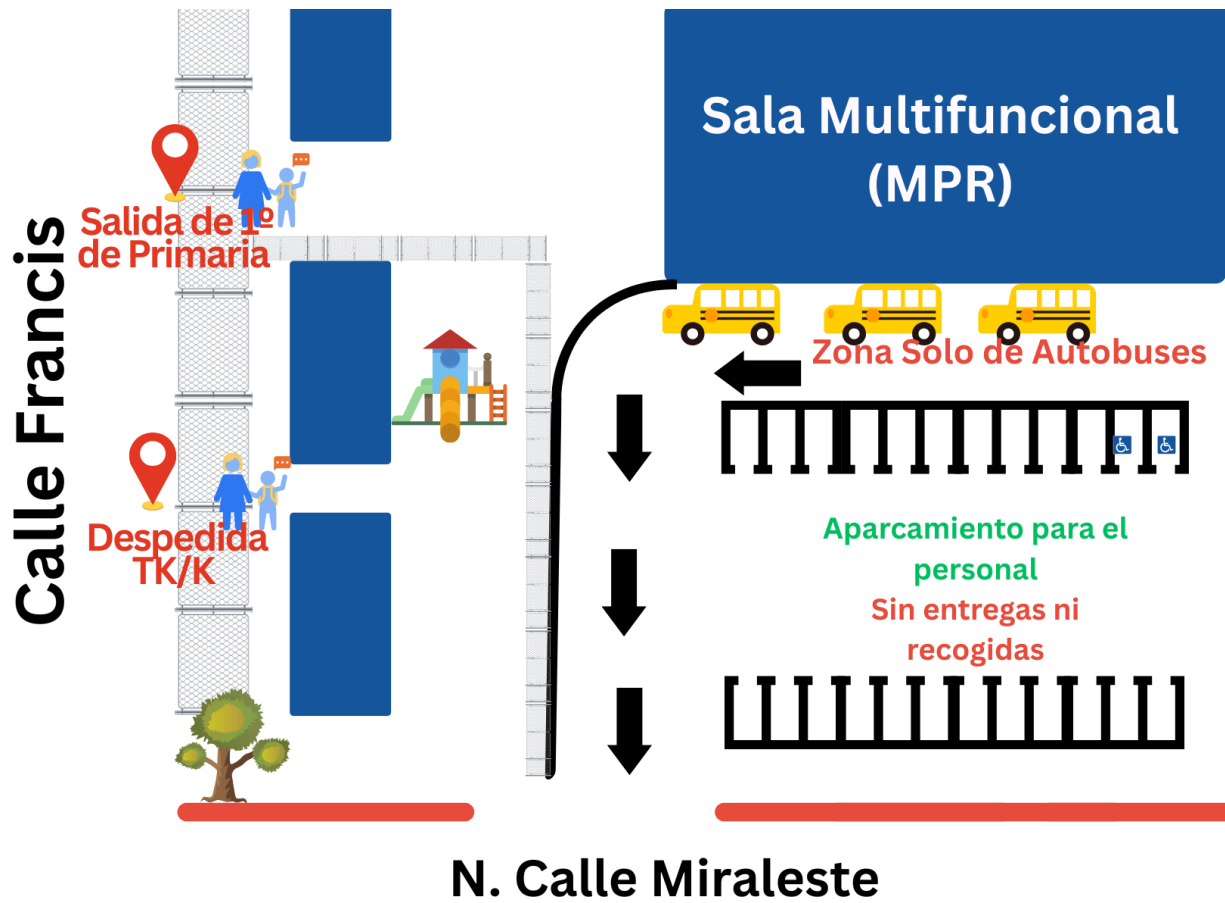 Sala Multifuncional
(MPR)
Salida de 1º
de Primaria
Calle Francis
Zona Solo de Autobuses
Despedida
TK/K
Aparcamiento para el
personal
Sin entregas ni
recogidas
N. Calle Miraleste